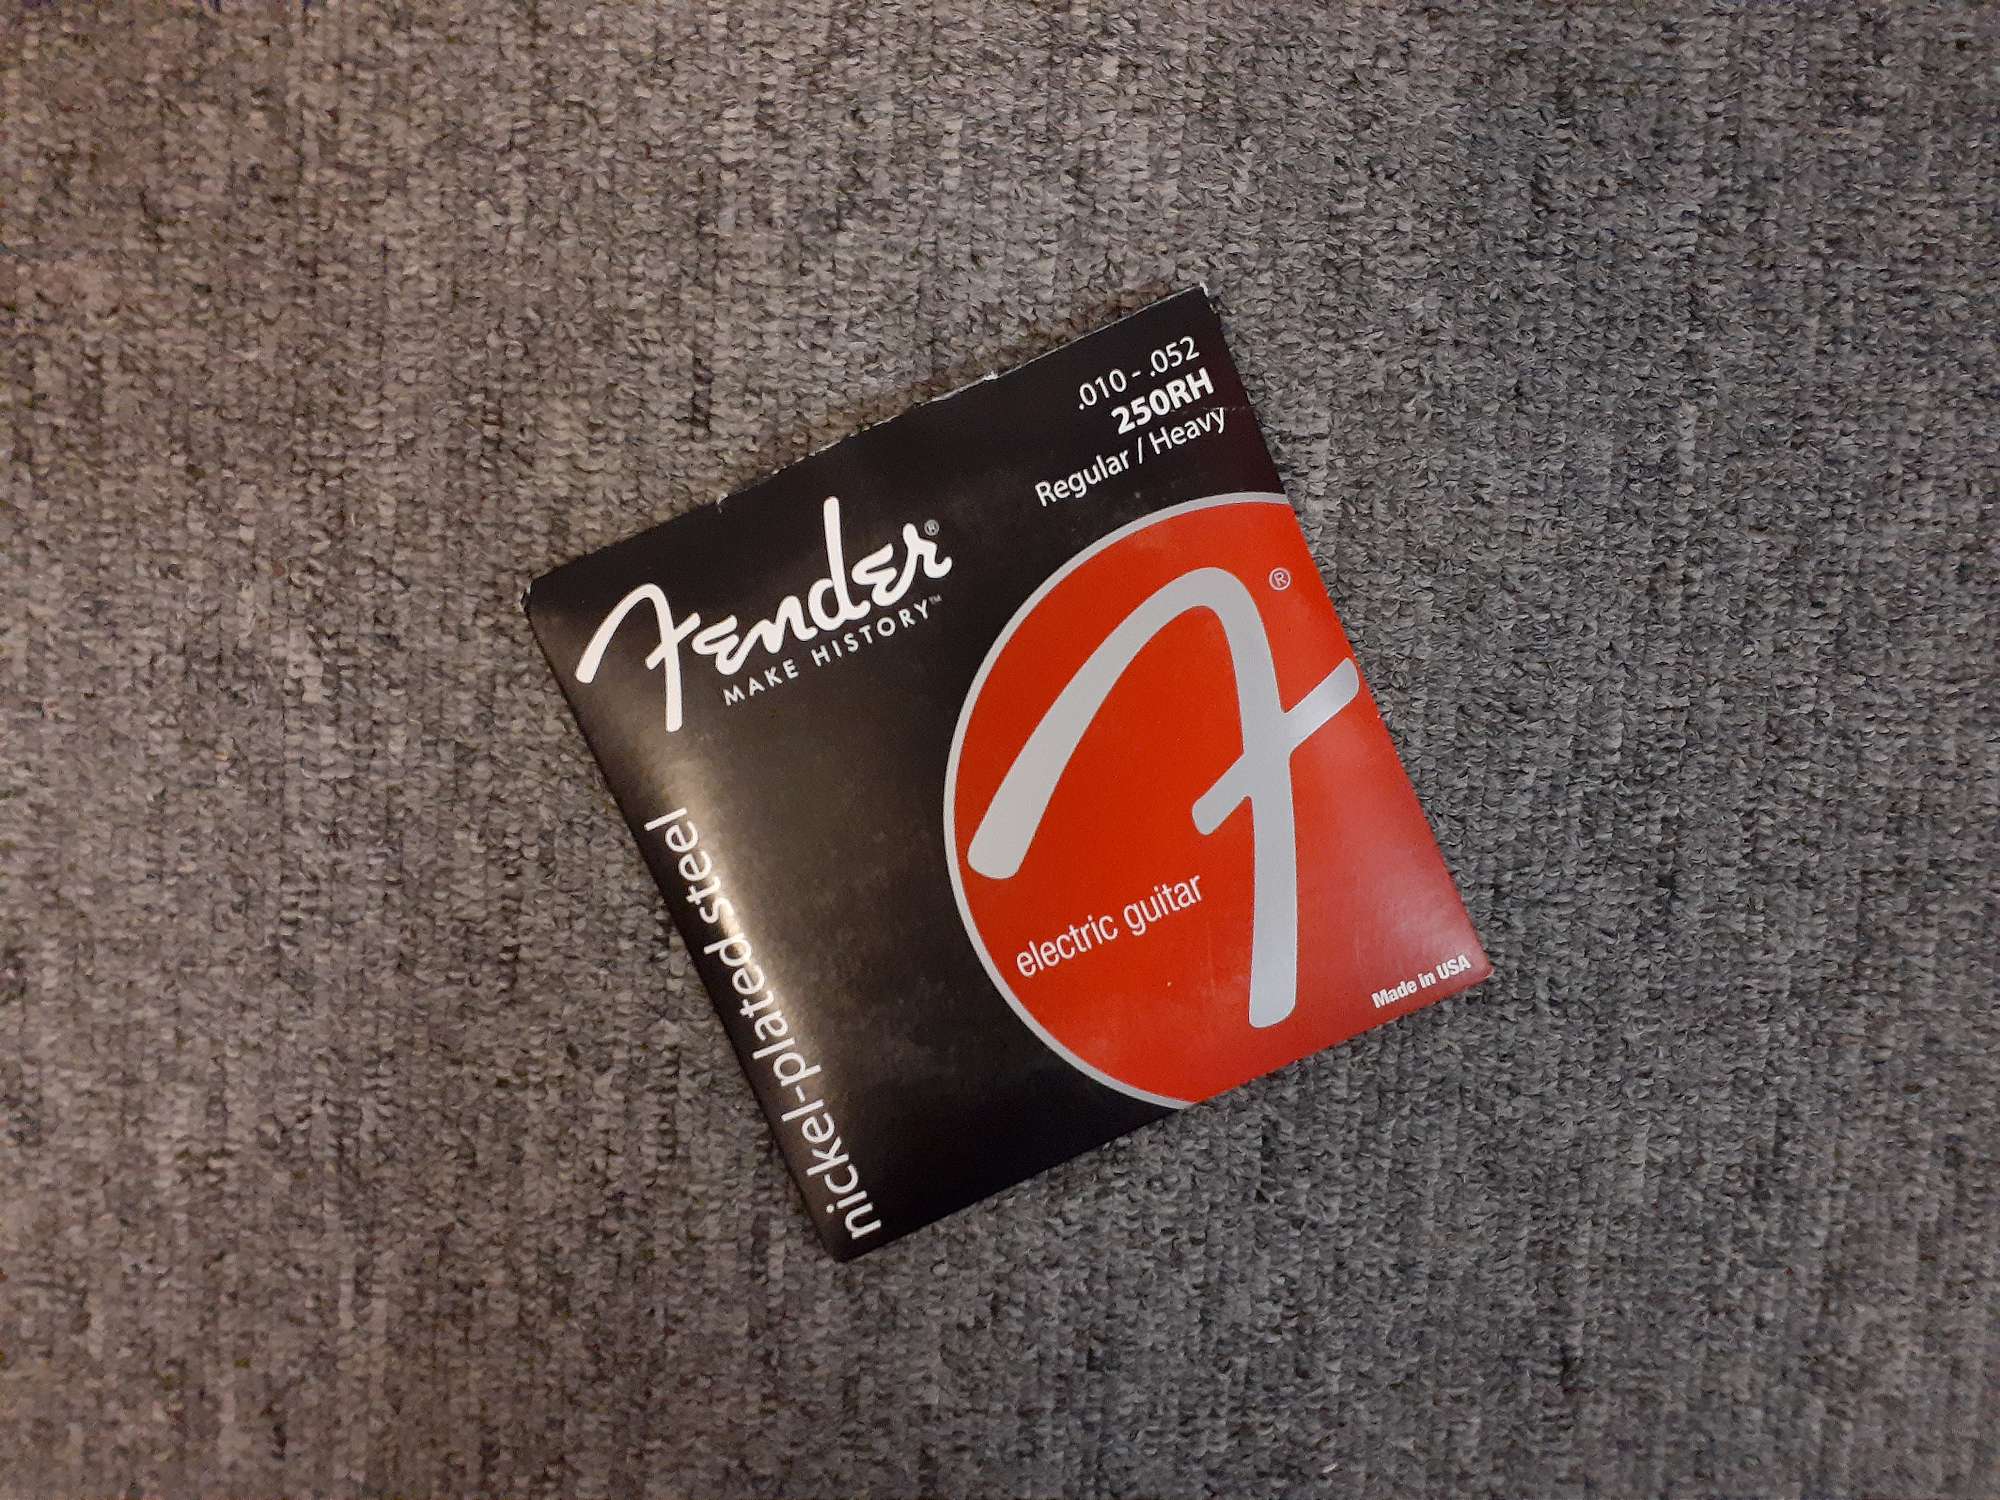 .010 - .052
250RH
Regular / Heavy
Fender®
MAKE HISTORY™
®
electric guitar
Made in USA
nickel-plated steel